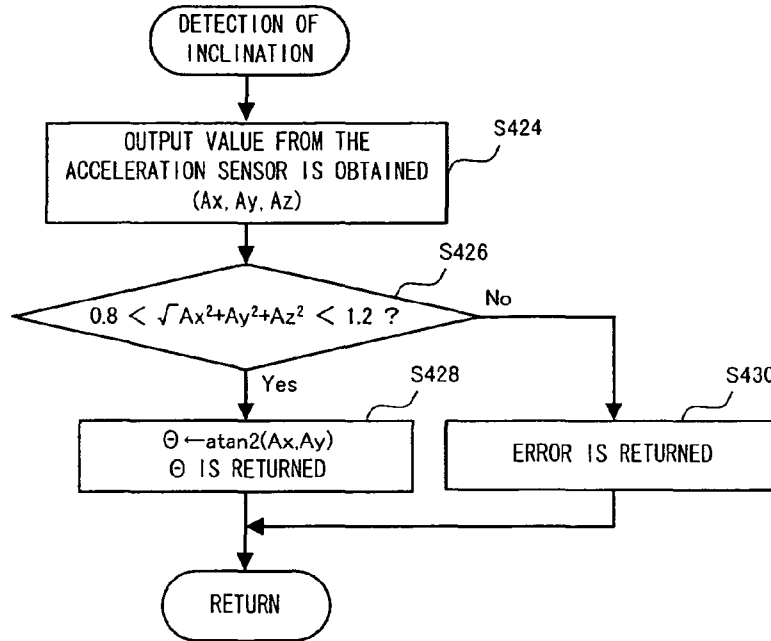 DETECTION OF
INCLINATION
S424
OUTPUT VALUE FROM THE
ACCELERATION SENSOR IS OBTAINED
(Ax, Ay, Az)
S426
0.8 < √Ax²+Ay²+Az² < 1.2 ?
No
Yes
S428
S430
Θ←atan2(Ax,Ay)
Θ IS RETURNED
ERROR IS RETURNED
RETURN